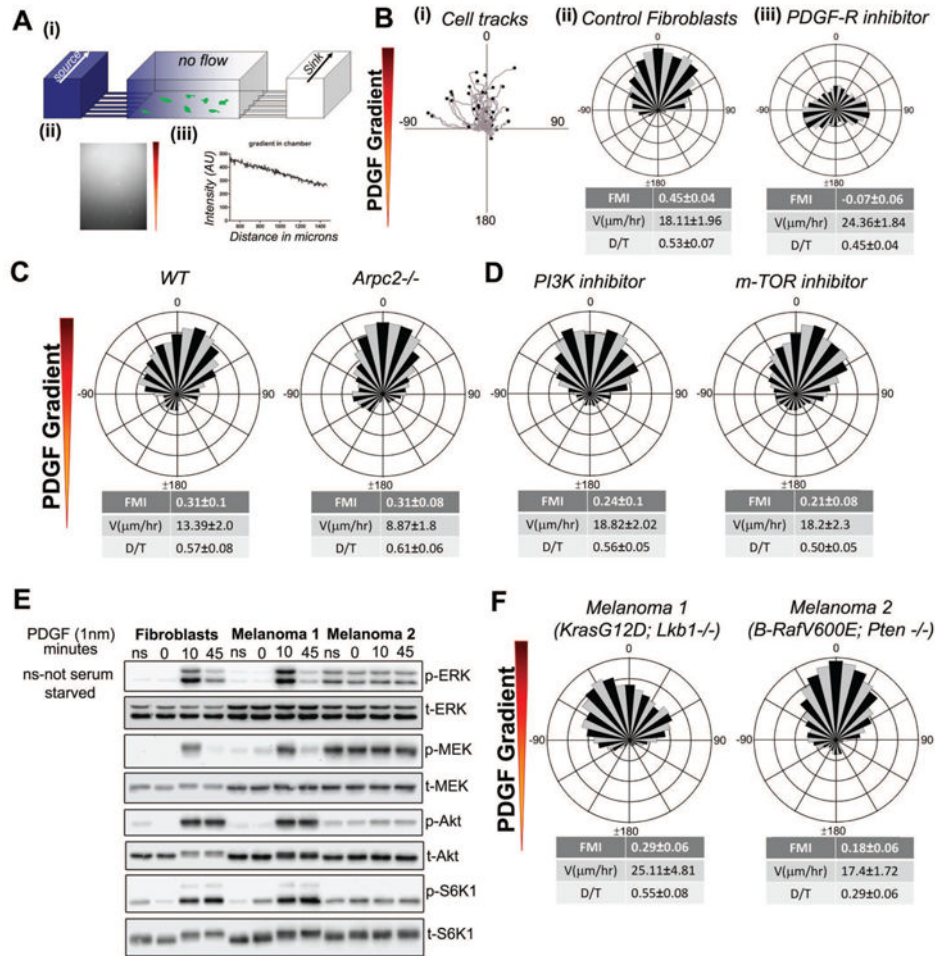 A
(i)
source
no flow
Sink
(ii)
(iii)
gradient in chamber
Intensity (AU)
500
400
300
200
100
0
800
1000
1200
1400
Distance in microns
B
PDGF Gradient
(i)
Cell tracks
0
90
90
180
(ii)
Control Fibroblasts
0
-90
90
±180
FMI 0.45±0.04
V(μm/hr) 18.11±1.96
D/T 0.53±0.07
(iii)
PDGF-R inhibitor
0
90
±180
FMI -0.07±0.06
V(μm/hr) 24.36±1.84
D/T 0.45±0.04
C
PDGF Gradient
WT
0
-90
90
±180
FMI 0.31±0.1
V(μm/hr) 13.39±2.0
D/T 0.57±0.08
Arpc2-/-
0
-90
90
±180
FMI 0.31±0.08
V(μm/hr) 8.87±1.8
D/T 0.61±0.06
D
PI3K inhibitor
0
-90
90
±180
FMI 0.24±0.1
V(μm/hr) 18.82±2.02
D/T 0.56±0.05
m-TOR inhibitor
0
-90
90
±180
FMI 0.21±0.08
V(μm/hr) 18.2±2.3
D/T 0.50±0.05
E
PDGF (1nm)
minutes
ns-not serum
starved
Fibroblasts Melanoma 1 Melanoma 2
ns 0 10 45 ns 0 10 45 ns 0 10 45
p-ERK
t-ERK
p-MEK
t-MEK
p-Akt
t-Akt
p-S6K1
t-S6K1
F
PDGF Gradient
Melanoma 1
(KrasG12D; Lkb1-/-)
0
-90
90
±180
FMI 0.29±0.06
V(μm/hr) 25.11±4.81
D/T 0.55±0.08
Melanoma 2
(B-RafV600E; Pten -/-)
0
-90
90
±180
FMI 0.18±0.06
V(μm/hr) 17.4±1.72
D/T 0.29±0.06